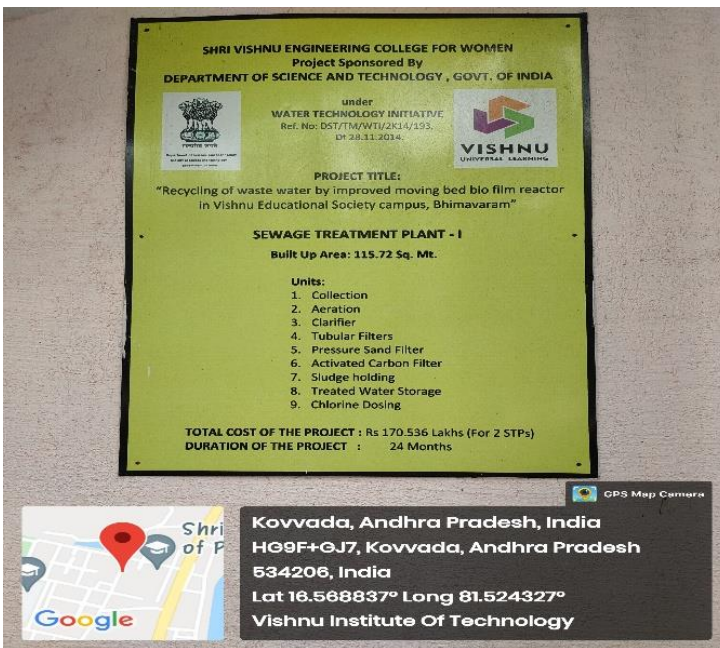 SHRI VISHNU ENGINEERING COLLEGE FOR WOMEN
Project Sponsored By
DEPARTMENT OF SCIENCE AND TECHNOLOGY , GOVT. OF INDIA
under
WATER TECHNOLOGY INITIATIVE
Ref. No: DST/TM/WTI/2K14/193.
Dt 28.11.2014.
सत्यमेव जयते
VISHNU
UNIVERSAL LEARNING
PROJECT TITLE:
"Recycling of waste water by improved moving bed bio film reactor
in Vishnu Educational Society campus, Bhimavaram"
SEWAGE TREATMENT PLANT - I
Built Up Area: 115.72 Sq. Mt.
Units:
1. Collection
2. Aeration
3. Clarifier
4. Tubular Filters
5. Pressure Sand Filter
6. Activated Carbon Filter
7. Sludge holding
8. Treated Water Storage
9. Chlorine Dosing
TOTAL COST OF THE PROJECT : Rs 170.536 Lakhs (For 2 STPs)
DURATION OF THE PROJECT : 24 Months
GPS Map Camera
Shri
of P
Google
Kovvada, Andhra Pradesh, India
HG9F+GJ7, Kovvada, Andhra Pradesh
534206, India
Lat 16.568837° Long 81.524327°
Vishnu Institute Of Technology